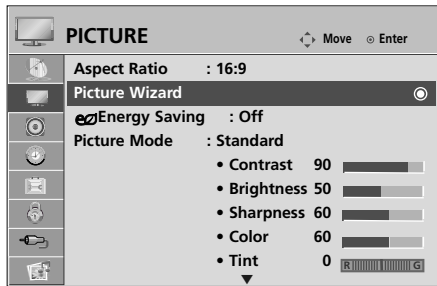 PICTURE Move Enter
Aspect Ratio : 16:9
Picture Wizard
Energy Saving : Off
Picture Mode : Standard
• Contrast 90
• Brightness 50
• Sharpness 60
• Color 60
• Tint 0 R G